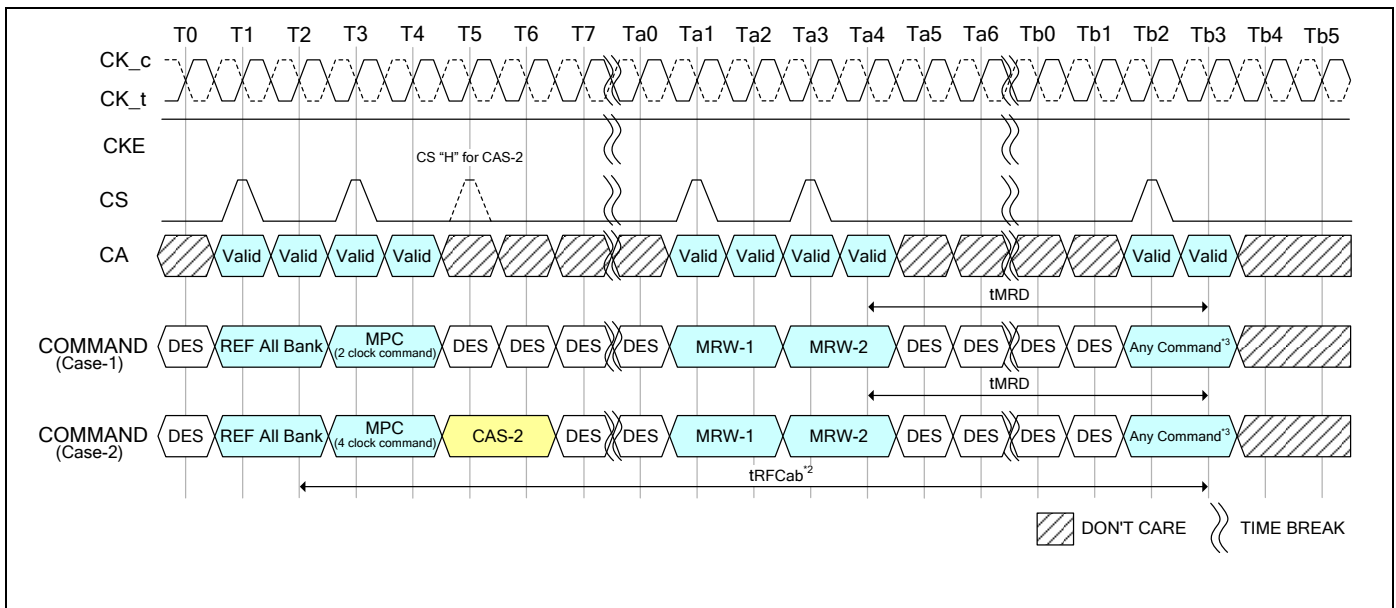 T0 T1 T2 T3 T4 T5 T6 T7 Ta0 Ta1 Ta2 Ta3 Ta4 Ta5 Ta6 Tb0 Tb1 Tb2 Tb3 Tb4 Tb5
CK_c
CK_t
CKE
CS "H" for CAS-2
CS
CA Valid Valid Valid Valid Valid Valid Valid Valid Valid Valid
tMRD
COMMAND
(Case-1)
DES REF All Bank MPC DES DES DES DES MRW-1 MRW-2 DES DES DES DES Any Command*3
(2 clock command)
tMRD
COMMAND
(Case-2)
DES REF All Bank MPC CAS-2 DES DES MRW-1 MRW-2 DES DES DES DES Any Command*3
(4 clock command)
tRFCab*2
DON'T CARE TIME BREAK